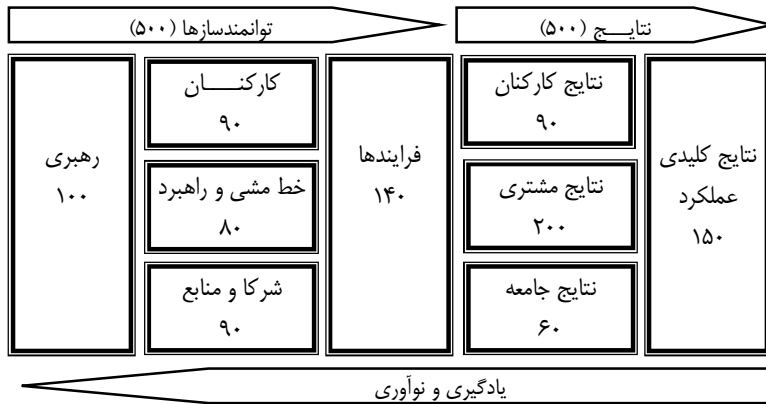 توانمندسازها (۵۰۰)
نتایـــج (۵۰۰)
رهبری
۱۰۰
کارکنـــــان
۹۰
خط مشی و راهبرد
۸۰
شرکا و منابع
۹۰
فرایندها
۱۴۰
نتایج کارکنان
۹۰
نتایج مشتری
۲۰۰
نتایج جامعه
۶۰
نتایج کلیدی
عملکرد
۱۵۰
یادگیری و نوآوری